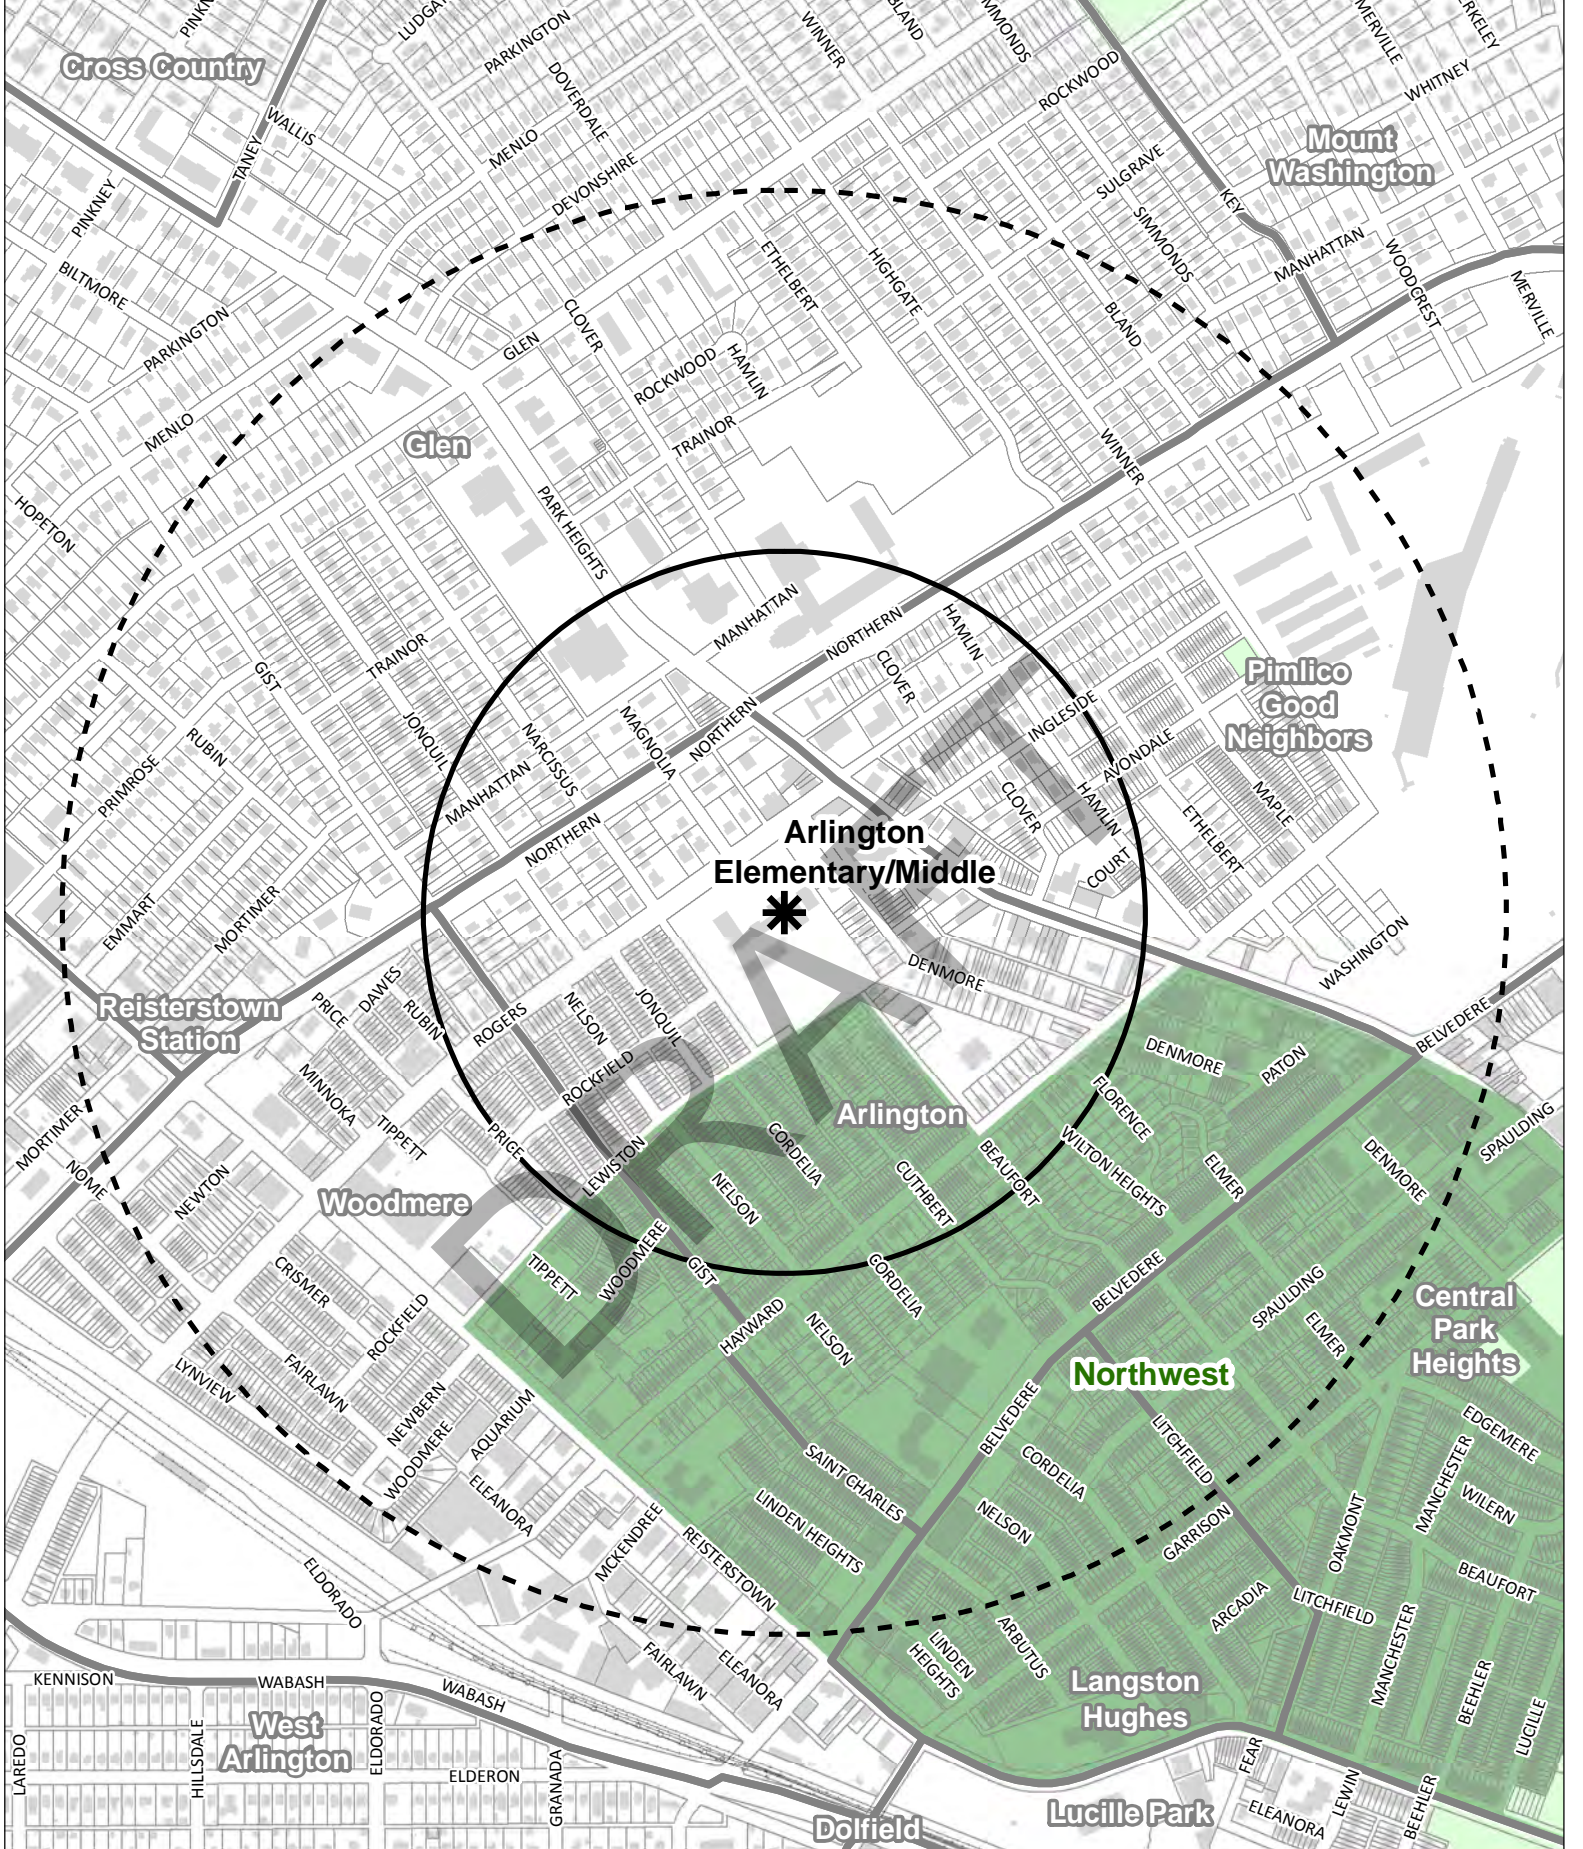 PINKN
LUDGA
PARKINGTON
WINNER
BLAND
MMONDS
MERVILLE
RKELEY
Cross Country
DOVERDALE
ROCKWOOD
WHITNEY
WALLIS
TANEY
MENLO
DEVONSHIRE
SULGRAVE
Mount
Washington
PINKNEY
KEY
SIMMONDS
MANHATTAN
BILTMORE
ETHELBERT
HIGHGATE
WOODCREST
MERVILLE
PARKINGTON
CLOVER
GLEN
BLAND
ROCKWOOD
HAMLIN
MENLO
TRAINOR
Glen
WINNER
HOPETON
PARK HEIGHTS
MANHATTAN
NORTHERN
HAMLIN
CLOVER
TRAINOR
GIST
Pimlico
Good
Neighbors
JONQUIL
NARCISSUS
MAGNOLIA
NORTHERN
INGLESIDE
RUBIN
PRIMROSE
MANHATTAN
AVONDALE
CLOVER
HAMLIN
MAPLE
ETHELBERT
NORTHERN
Arlington
Elementary/Middle
COURT
EMMART
MORTIMER
WASHINGTON
DENMORE
Reisterstown
Station
PRICE
DAWES
RUBIN
ROGERS
NELSON
JONQUIL
BELVEDERE
DENMORE
PATON
ROCKFIELD
MINNOKA
TIPPETT
Arlington
FLORENCE
MORTIMER
PRICE
CORDELIA
WILTON HEIGHTS
SPAULDING
NOME
NEWTON
LEWISTON
NELSON
CUTHBERT
BEAUFORT
ELMER
DENMORE
Woodmere
TIPPETT
WOODMERE
GIST
CORDELIA
BELVEDERE
SPAULDING
CRISMER
HAYWARD
NELSON
ELMER
Central
Park
Heights
ROCKFIELD
FAIRLAWN
LYNVIEW
Northwest
NEWBERN
WOODMERE
AQUARIUM
BELVEDERE
LITCHFIELD
EDGEMERE
MANCHESTER
ELEANORA
SAINT CHARLES
CORDELIA
WILERN
LINDEN HEIGHTS
NELSON
GARRISON
OAKMONT
MCKENDREE
REISTERSTOWN
ELDORADO
BEAUFORT
LITCHFIELD
ARCADIA
MANCHESTER
FAIRLAWN
ELEANORA
LINDEN
HEIGHTS
ARBUTUS
KENNISON
WABASH
WABASH
Langston
Hughes
BEEHLER
LUCILLE
West
Arlington
LAREDO
HILLSDALE
ELDORADO
ELDERON
GRANADA
FEAR
LEWIN
BEEHLER
Dolfield
Lucille Park
ELEANORA
DRAFT